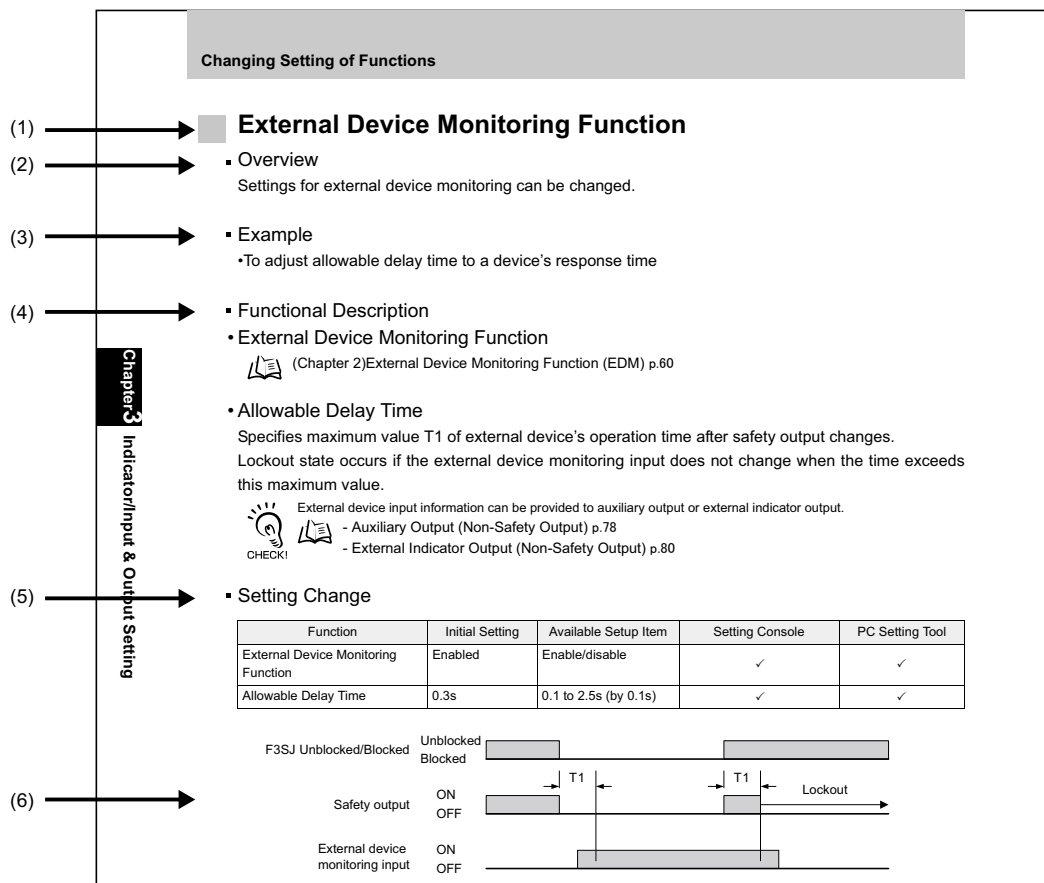 Changing Setting of Functions
(1)
External Device Monitoring Function
(2)
▪ Overview
Settings for external device monitoring can be changed.
(3)
▪ Example
•To adjust allowable delay time to a device's response time
(4)
▪ Functional Description
• External Device Monitoring Function
(Chapter 2)External Device Monitoring Function (EDM) p.60
Chapter3 Indicator/Input & Output Setting
• Allowable Delay Time
Specifies maximum value T1 of external device's operation time after safety output changes.
Lockout state occurs if the external device monitoring input does not change when the time exceeds
this maximum value.
External device input information can be provided to auxiliary output or external indicator output.
- Auxiliary Output (Non-Safety Output) p.78
- External Indicator Output (Non-Safety Output) p.80
CHECK!
(5)
▪ Setting Change
Function Initial Setting Available Setup Item Setting Console PC Setting Tool
External Device Monitoring Enabled Enable/disable ✓ ✓
Function
Allowable Delay Time 0.3s 0.1 to 2.5s (by 0.1s) ✓ ✓
F3SJ Unblocked/Blocked Unblocked
Blocked
T1 T1
Lockout
(6)
Safety output ON
OFF
External device ON
monitoring input OFF